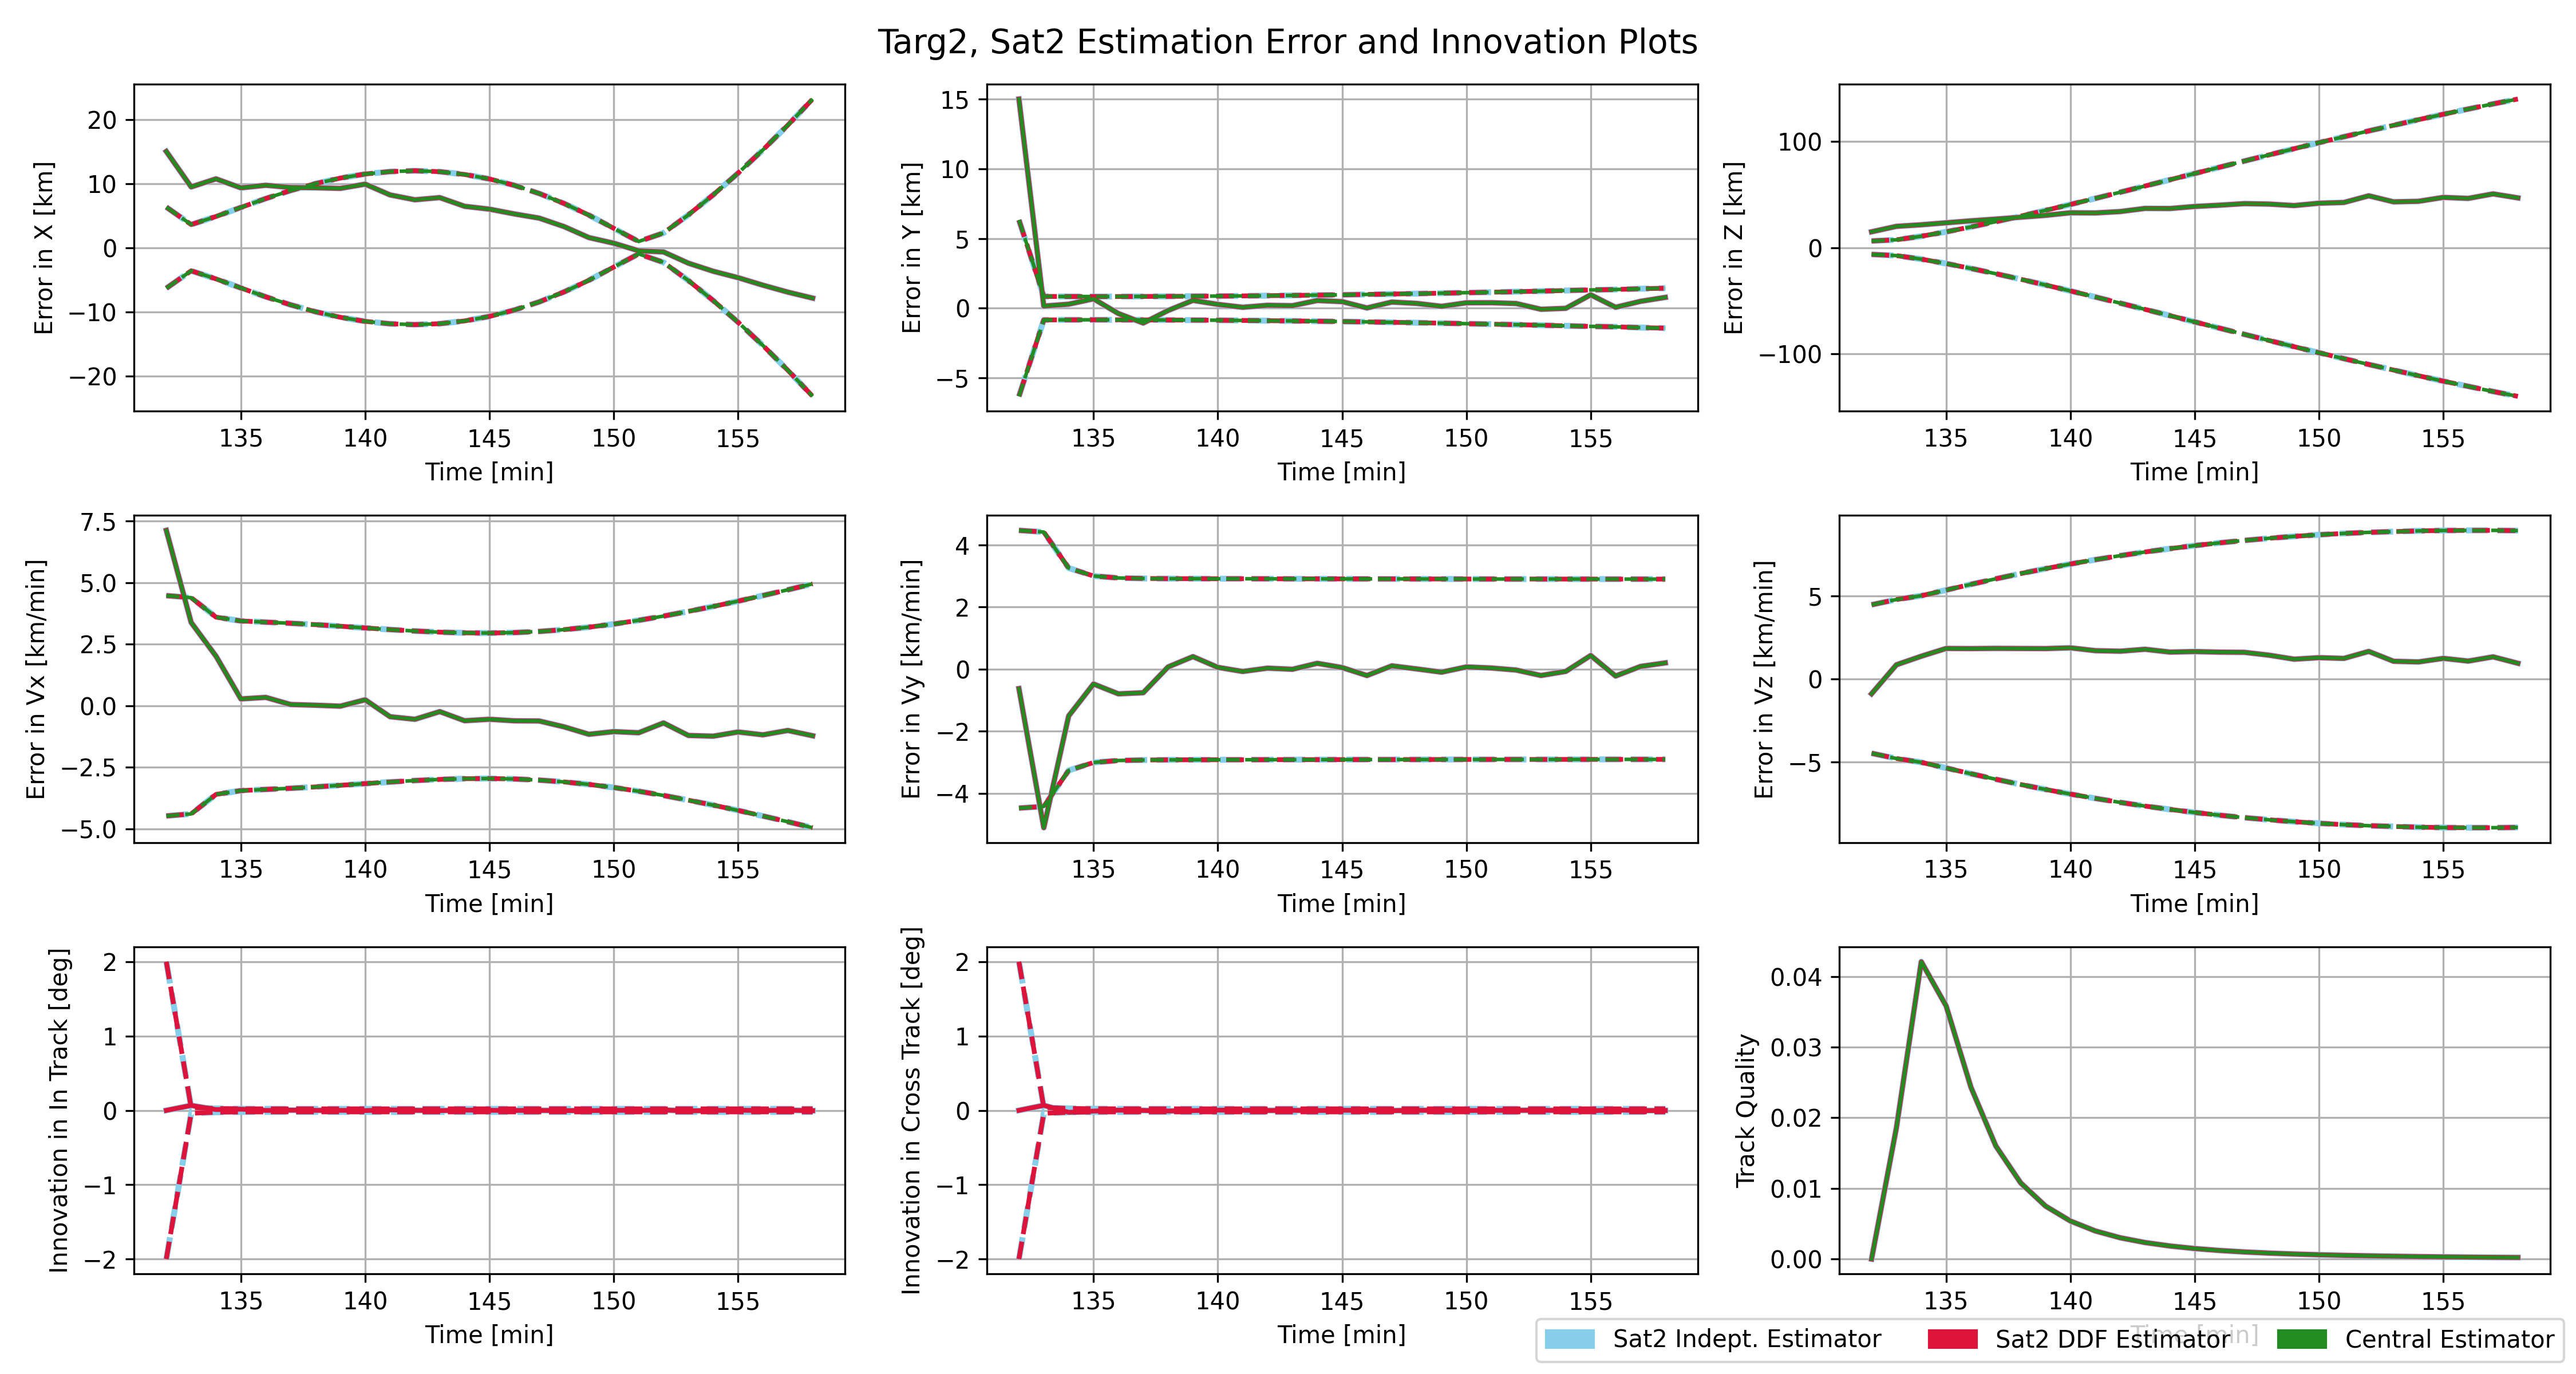 Targ2, Sat2 Estimation Error and Innovation Plots
Error in X [km]
20
10
0
−10
−20
135 140 145 150 155
Time [min]
Error in Y [km]
15
10
5
0
−5
135 140 145 150 155
Time [min]
Error in Z [km]
100
0
−100
135 140 145 150 155
Time [min]
Error in Vx [km/min]
7.5
5.0
2.5
0.0
−2.5
−5.0
135 140 145 150 155
Time [min]
Error in Vy [km/min]
4
2
0
−2
−4
135 140 145 150 155
Time [min]
Error in Vz [km/min]
5
0
−5
135 140 145 150 155
Time [min]
Innovation in In Track [deg]
2
1
0
−1
−2
135 140 145 150 155
Time [min]
Innovation in Cross Track [deg]
2
1
0
−1
−2
135 140 145 150 155
Time [min]
Track Quality
0.04
0.03
0.02
0.01
0.00
135 140 145 150 155
Time [min]
Sat2 Indept. Estimator Sat2 DDF Estimator Central Estimator